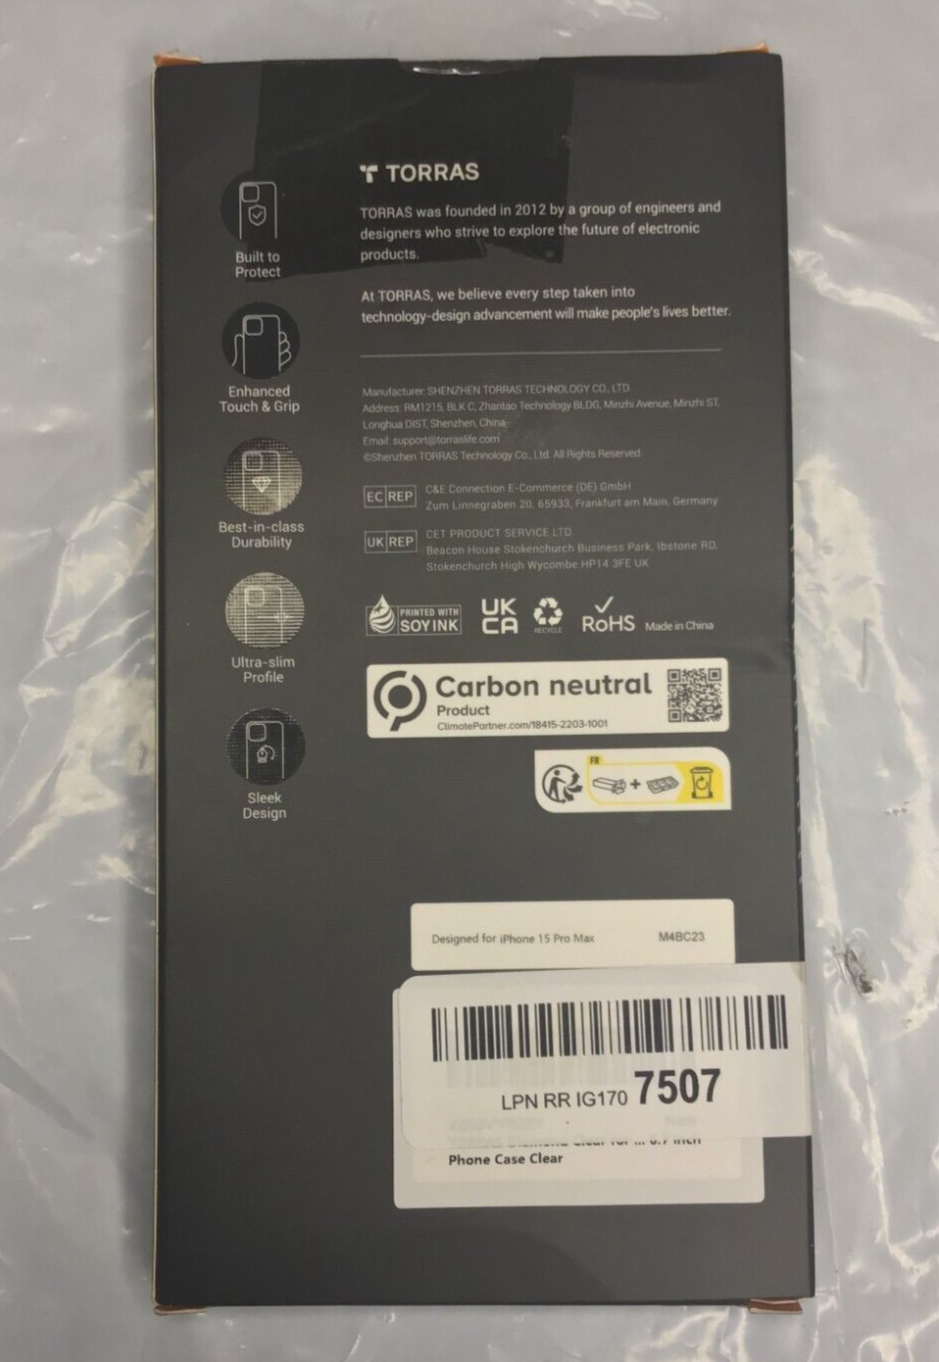 TORRAS
TORRAS was founded in 2012 by a group of engineers and
designers who strive to explore the future of electronic
products.
At TORRAS, we believe every step taken into
technology-design advancement will make people's lives better.
Built to
Protect
Enhanced
Touch & Grip
Best-in-class
Durability
Ultra-slim
Profile
Sleek
Design
Manufacturer: SHENZHEN TORRAS TECHNOLOGY CO., LTD.
Address: RM1215, BLK C, Zhantao Technology BLDG, Minzhi Avenue, Minzhi ST,
Longhua DIST, Shenzhen, China
Email: support@torraslife.com
©Shenzhen TORRAS Technology Co., Ltd. All Rights Reserved.
EC REP
C&E Connection E-Commerce (DE) GmbH
Zum Linnegraben 20, 65933, Frankfurt am Main, Germany
UK REP
CET PRODUCT SERVICE LTD.
Beacon House Stokenchurch Business Park, Ibstone RD,
Stokenchurch High Wycombe HP14 3FE UK
PRINTED WITH
SOY INK
UK
CA
RECYCLE
RoHS
Made in China
Carbon neutral
Product
ClimatePartner.com/18415-2203-1001
FR
Designed for iPhone 15 Pro Max M4BC23
LPN RR IG170 7507
Phone Case Clear